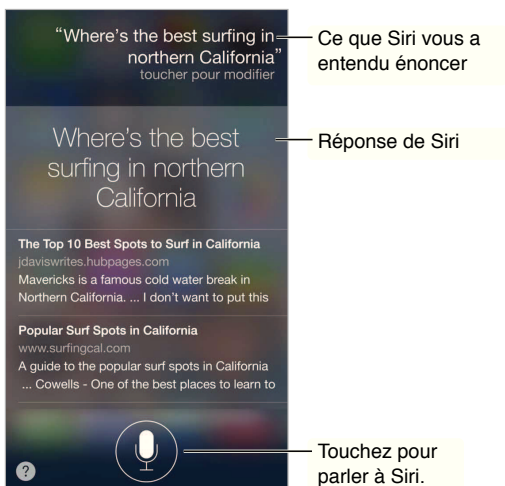 “Where’s the best surfing in
northern California”
toucher pour modifier
Ce que Siri vous a
entendu énoncer
Where’s the best
surfing in northern
California
Réponse de Siri
The Top 10 Best Spots to Surf in California
jdaviswrites.hubpages.com
Mavericks is a famous cold water break in
Northern California. ... I don’t want to put this
Popular Surf Spots in California
www.surfingcal.com
A guide to the popular surf spots in California
... Cowells - One of the best places to learn to
?
Touchez pour
parler à Siri.